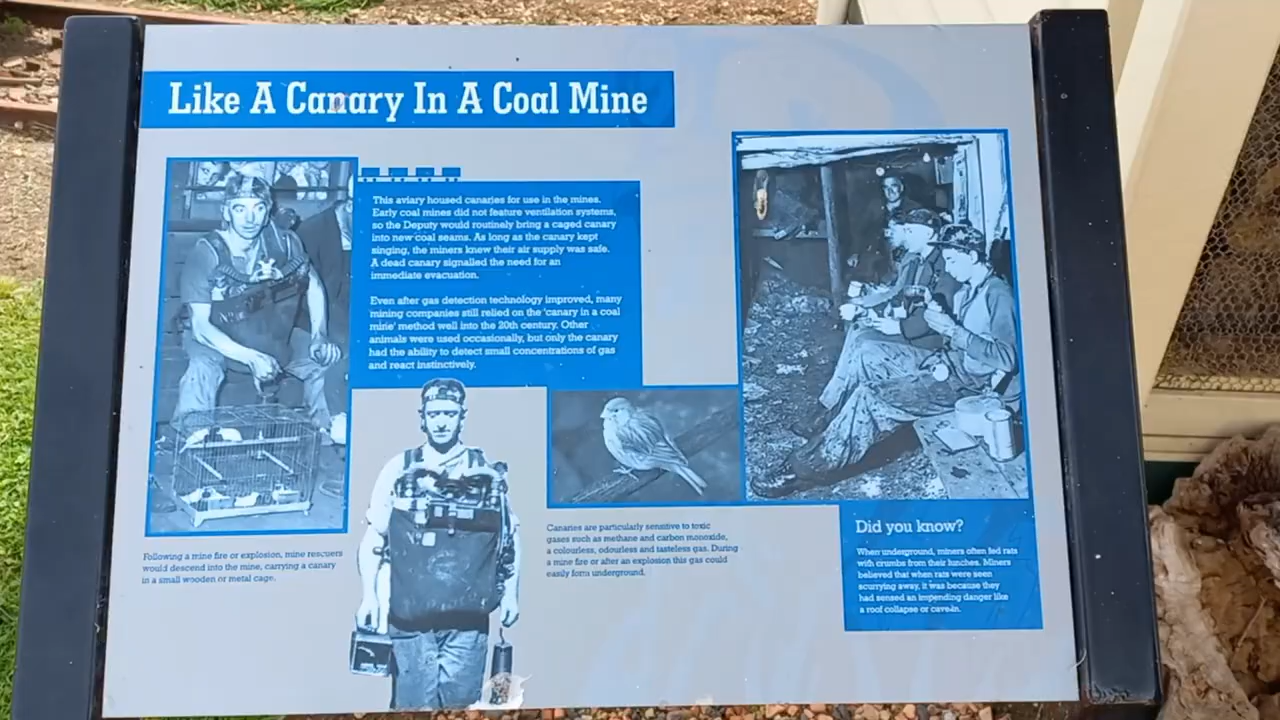 Like A Canary In A Coal Mine
This aviary housed canaries for use in the mines.
Early coal mines did not feature ventilation systems,
so the Deputy would routinely bring a caged canary
into new coal seams. As long as the canary kept
singing, the miners knew their air supply was safe.
A dead canary signalled the need for an
immediate evacuation.
Even after gas detection technology improved, many
mining companies still relied on the 'canary in a coal
mine' method well into the 20th century. Other
animals were used occasionally, but only the canary
had the ability to detect small concentrations of gas
and react instinctively.
Following a mine fire or explosion, mine rescuers
would descend into the mine, carrying a canary
in a small wooden or metal cage.
Canaries are particularly sensitive to toxic
gases such as methane and carbon monoxide,
a colourless, odourless and tasteless gas. During
a mine fire or after an explosion this gas could
easily form underground.
Did you know?
When underground, miners often fed rats
with crumbs from their lunches. Miners
believed that when rats were seen
scurrying away, it was because they
had sensed an impending danger like
a roof collapse or cave-in.